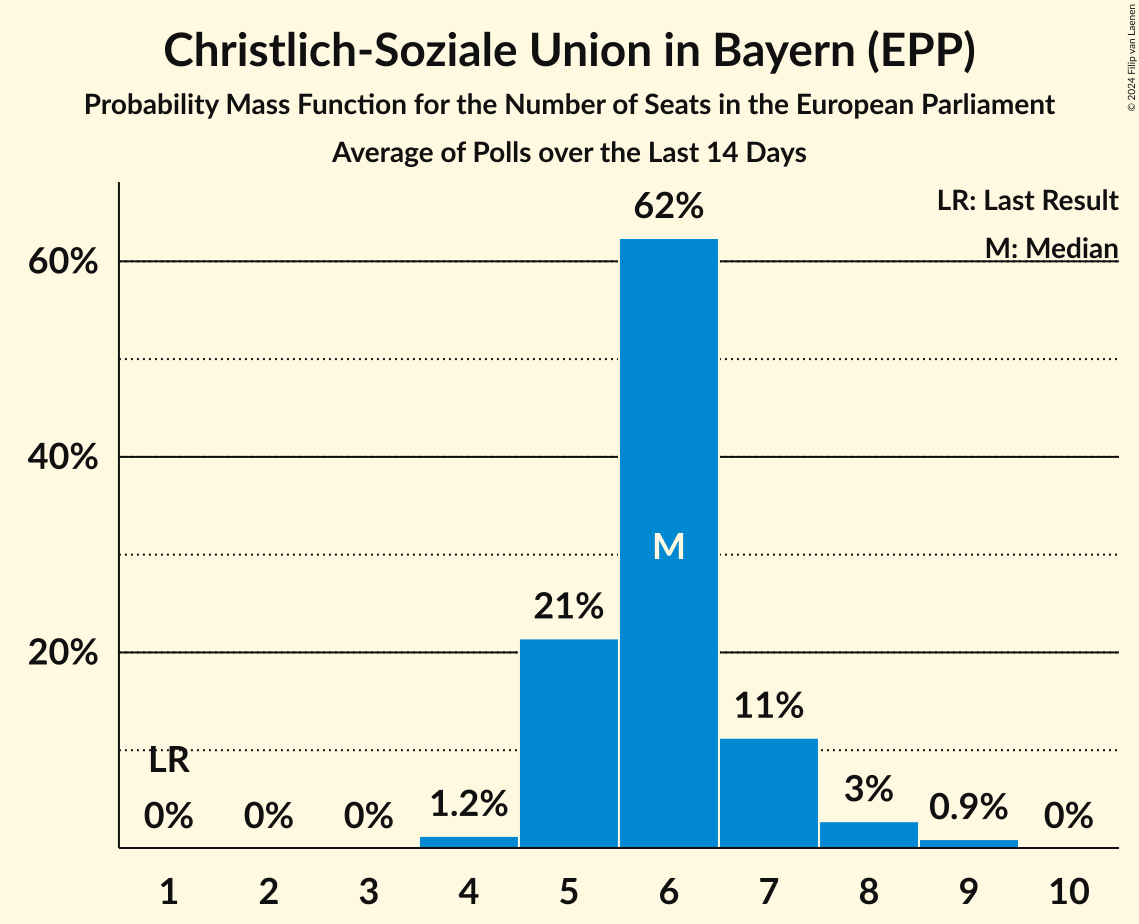 Christlich-Soziale Union in Bayern (EPP)
Probability Mass Function for the Number of Seats in the European Parliament
Average of Polls over the Last 14 Days
© 2024 Filip van Laenen
LR: Last Result
M: Median
62%
60%
40%
M
21%
20%
11%
LR
0%
0%
0%
1.2%
3%
0.9%
0%
1 2 3 4 5 6 7 8 9 10